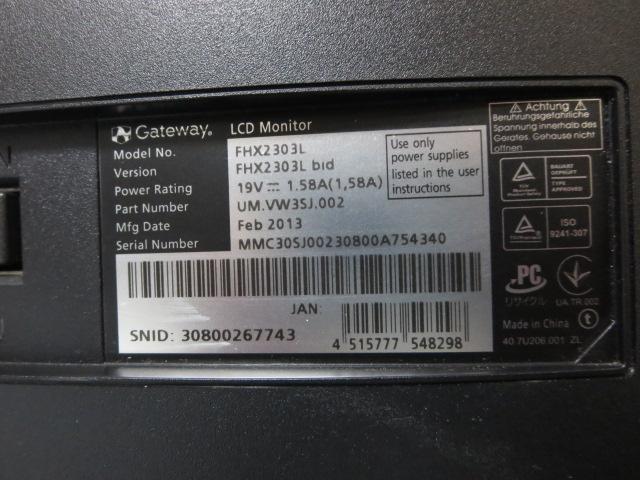 Gateway. LCD Monitor
Model No. FHX2303L
Version FHX2303L bid
Power Rating 19V 1.58A(1,58A)
Part Number UM.VW3SJ.002
Mfg Date Feb 2013
Serial Number MMC30SJ00230800A754340
Use only
power supplies
listed in the user
instructions
JAN:
SNID: 30800267743
4 515777 548298
Achtung
Berührungsgefährliche
Spannung innerhalb des
Gerates. Gehäuse nicht
öffnen
BAUART
GEPRÜFT
TYPE
APPROVED
ISO
9241-307
PC
リサイクル
UA.TR.002
Made in China
40.7U206.001 ZL